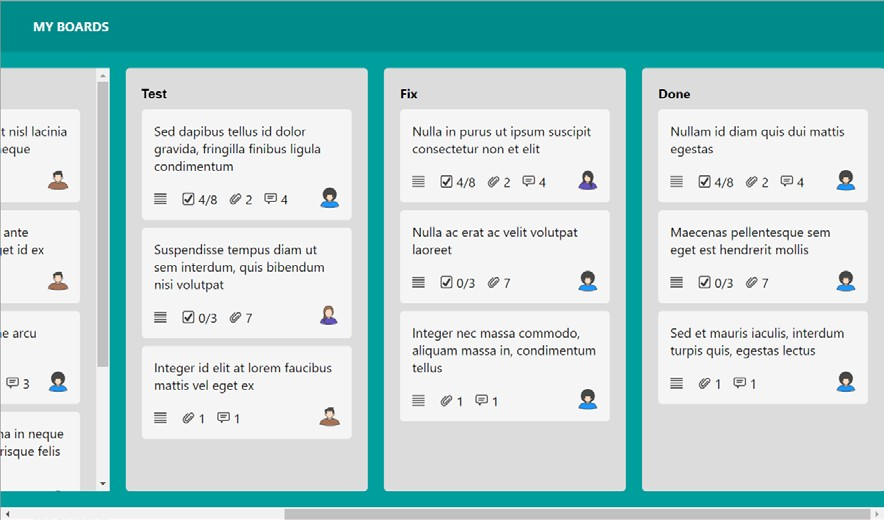 MY BOARDS
t nisl lacinia
neque
ante
get id ex
ne arcu
3
na in neque
risque felis
Test
Sed dapibus tellus id dolor
gravida, fringilla finibus ligula
condimentum
4/8 2 4
Suspendisse tempus diam ut
sem interdum, quis bibendum
nisi volutpat
0/3 7
Integer id elit at lorem faucibus
mattis vel eget ex
1 1
Fix
Nulla in purus ut ipsum suscipit
consectetur non et elit
4/8 2 4
Nulla ac erat ac velit volutpat
laoreet
0/3 7
Integer nec massa commodo,
aliquam massa in, condimentum
tellus
1 1
Done
Nullam id diam quis dui mattis
egestas
4/8 2 4
Maecenas pellentesque sem
eget est hendrerit mollis
0/3 7
Sed et mauris iaculis, interdum
turpis quis, egestas lectus
1 1